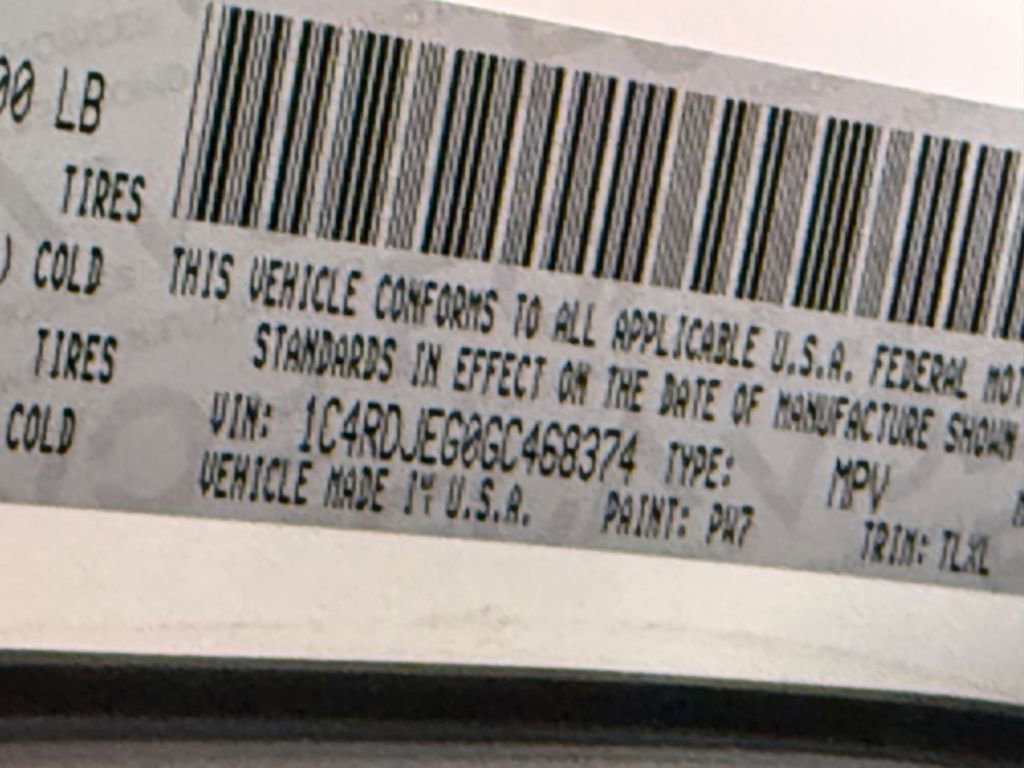 00 LB
TIRES
) COLD
TIRES
COLD
THIS VEHICLE CONFORMS TO ALL APPLICABLE U.S.A. FEDERAL MOT
STANDARDS IN EFFECT ON THE DATE OF MANUFACTURE SHOWN
VIN: 1C4RDJEG0GC468374 TYPE: MPV
VEHICLE MADE IN U.S.A. PAINT: PW7 TRIM: TLXL